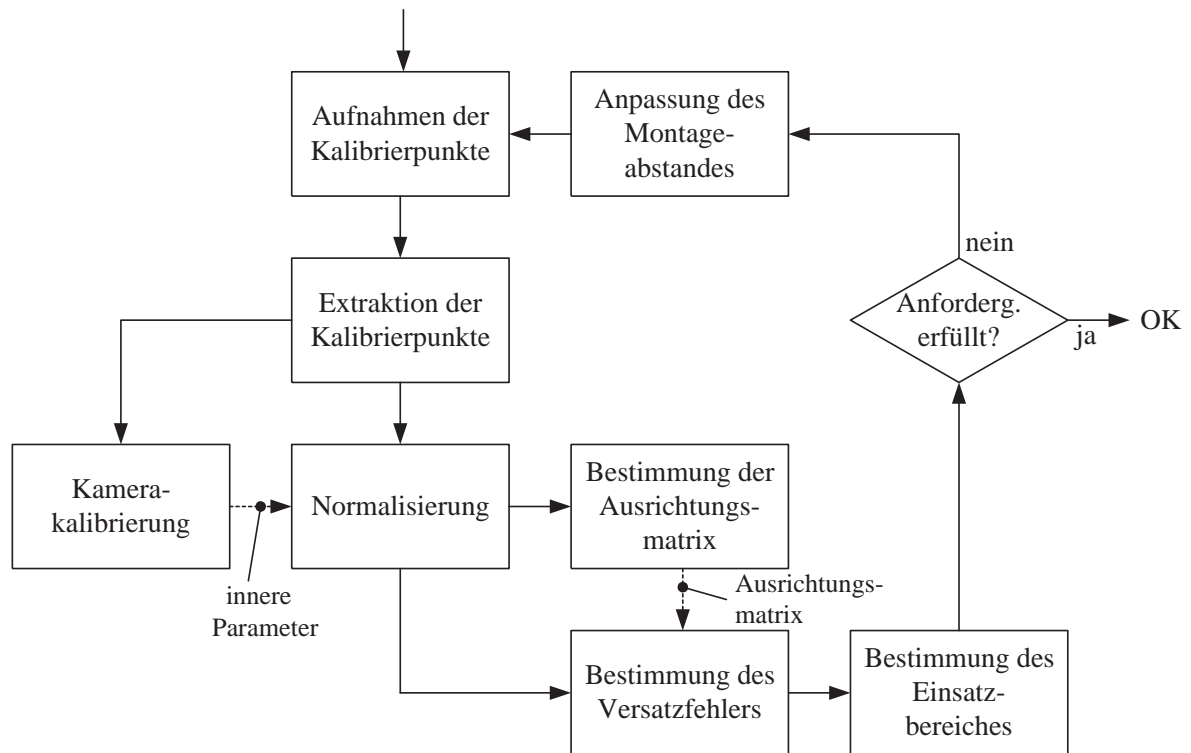 Aufnahmen der
Kalibrierpunkte
Anpassung des
Montage-
abstandes
nein
Extraktion der
Kalibrierpunkte
Anforderg.
erfüllt?
ja
OK
Kamera-
kalibrierung
Normalisierung
Bestimmung der
Ausrichtungs-
matrix
innere
Parameter
Ausrichtungs-
matrix
Bestimmung des
Versatzfehlers
Bestimmung des
Einsatz-
bereiches